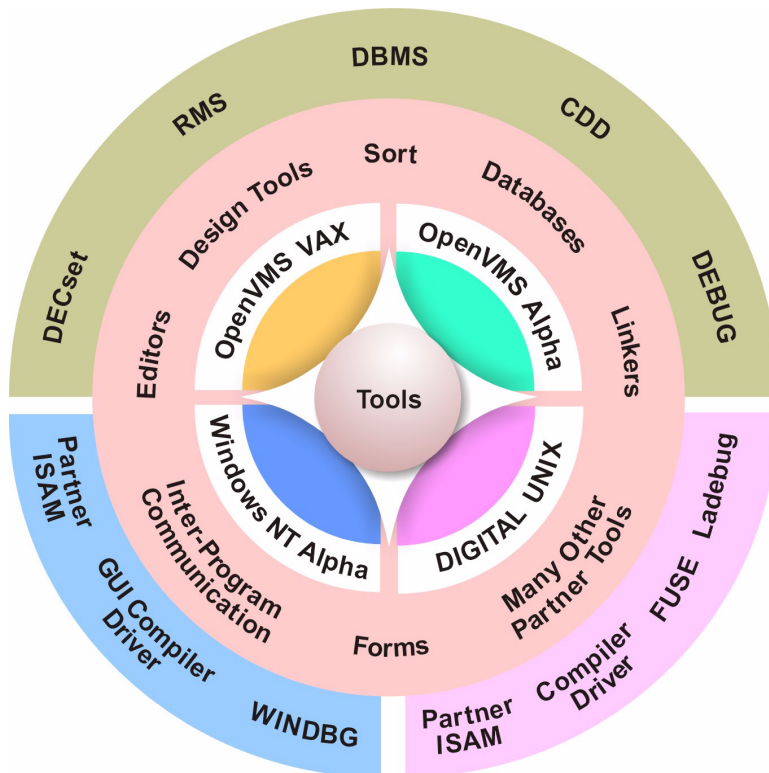 DBMS
RMS
CDD
DECset
DEBUG
Sort
Design Tools
Databases
Editors
Linkers
OpenVMS VAX
OpenVMS Alpha
Tools
Windows NT Alpha
DIGITAL UNIX
Inter-Program
Communication
Many Other
Partner Tools
Forms
Partner
ISAM
GUI Compiler
Driver
WINDBG
Partner
ISAM
Compiler
Driver
FUSE
Ladebug